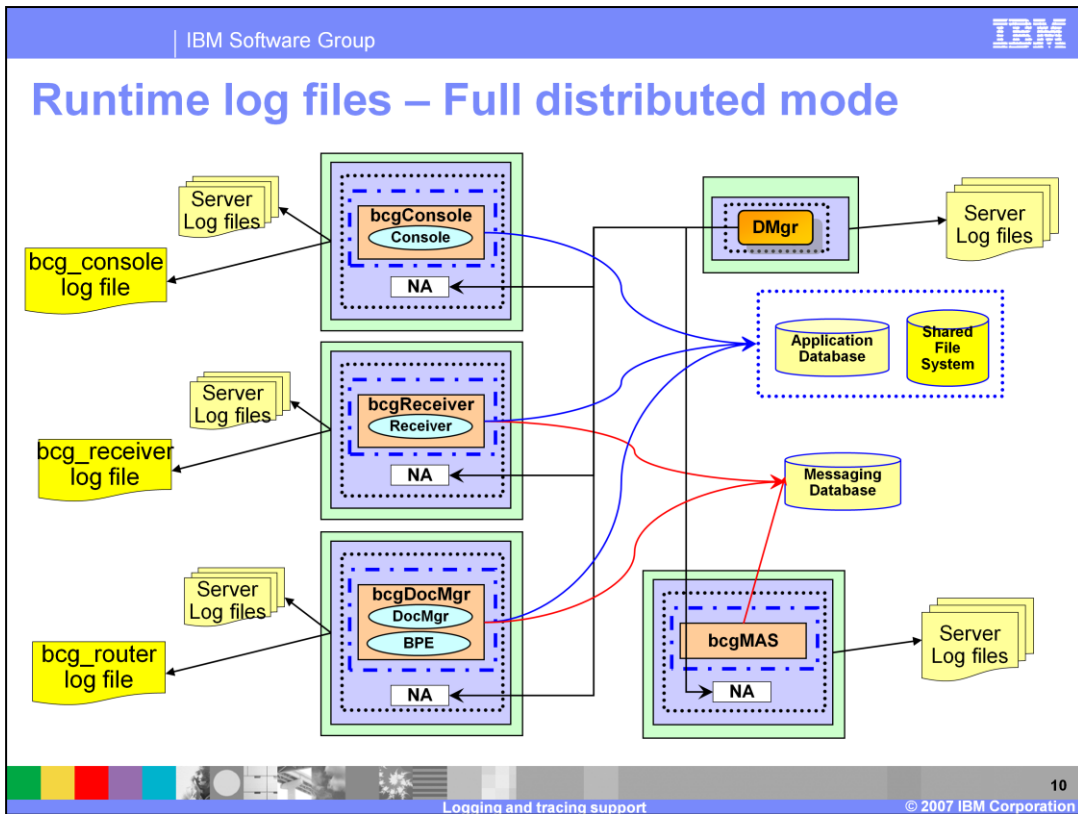 IBM Software Group
IBM
Runtime log files – Full distributed mode
Server
Log files
bcg_console
log file
bcgConsole
Console
NA
DMgr
Server
Log files
Application
Database
Shared
File
System
Server
Log files
bcg_receiver
log file
bcgReceiver
Receiver
NA
Messaging
Database
Server
Log files
bcg_router
log file
bcgDocMgr
DocMgr
BPE
NA
bcgMAS
NA
Server
Log files
10
Logging and tracing support
© 2007 IBM Corporation